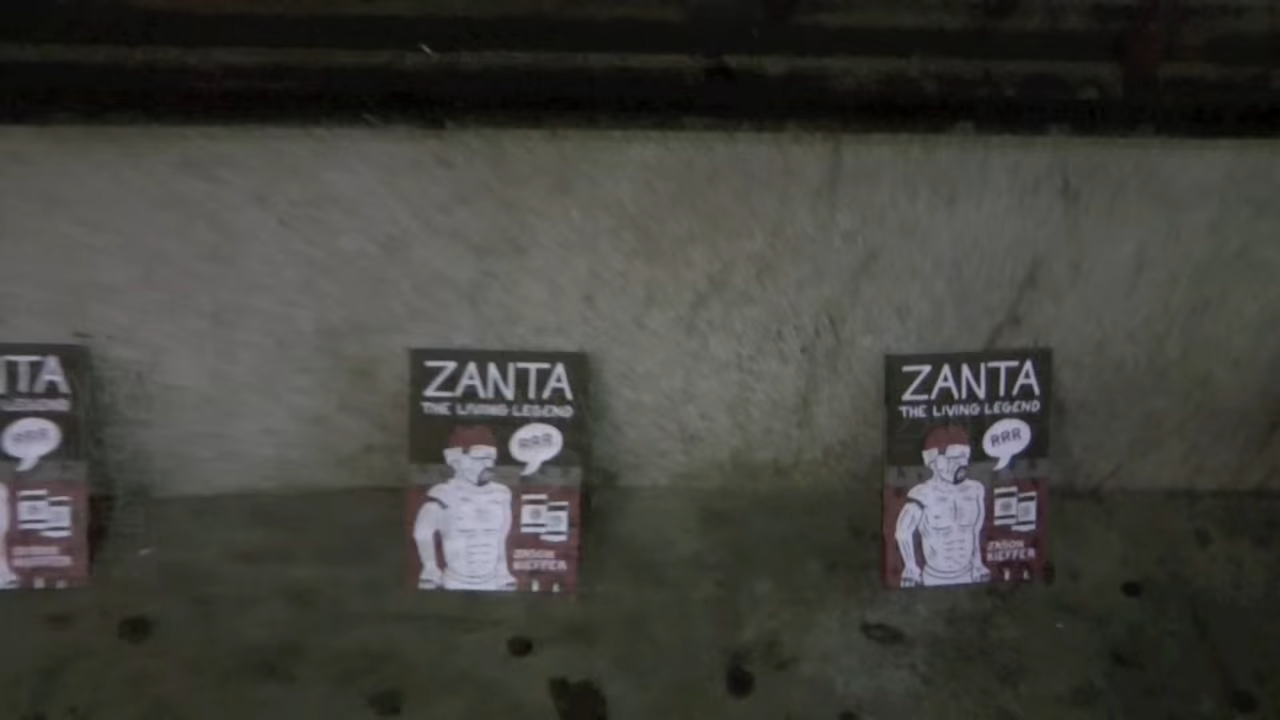 ZANTA
THE LIVING LEGEND
RRR
JASON
KIEFFER
ZANTA
THE LIVING LEGEND
RRR
JASON
KIEFFER